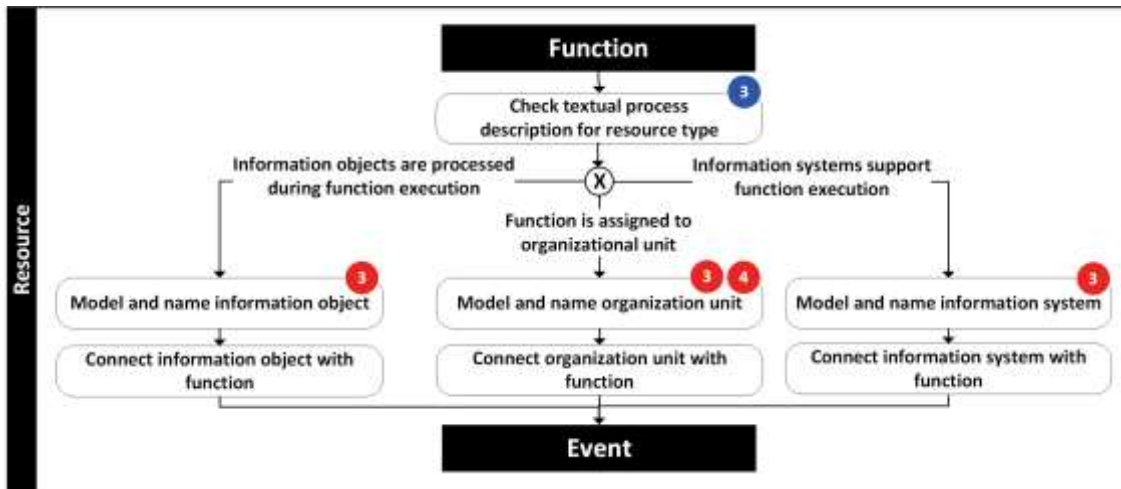 Resource
Function
3
Check textual process
description for resource type
Information objects are processed
during function execution
X
Information systems support
function execution
Function is assigned to
organizational unit
3
Model and name information object
3 4
Model and name organization unit
3
Model and name information system
Connect information object with
function
Connect organization unit with
function
Connect information system with
function
Event